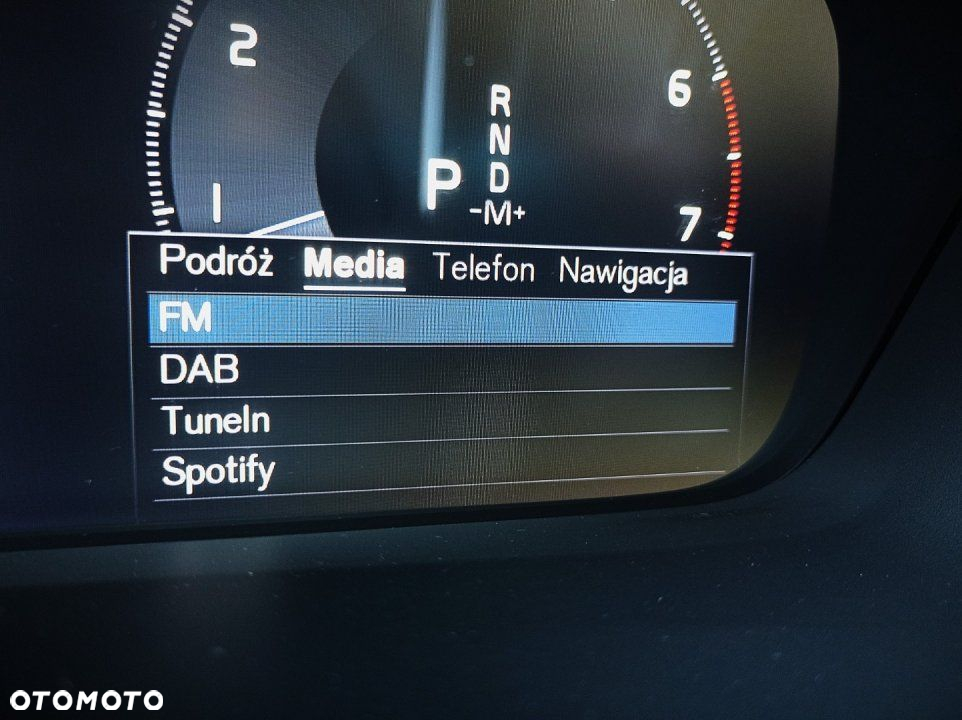 2
6
R
N
P D
1
-M+
7
Podróż Media Telefon Nawigacja
FM
DAB
TuneIn
Spotify
OTOMOTO